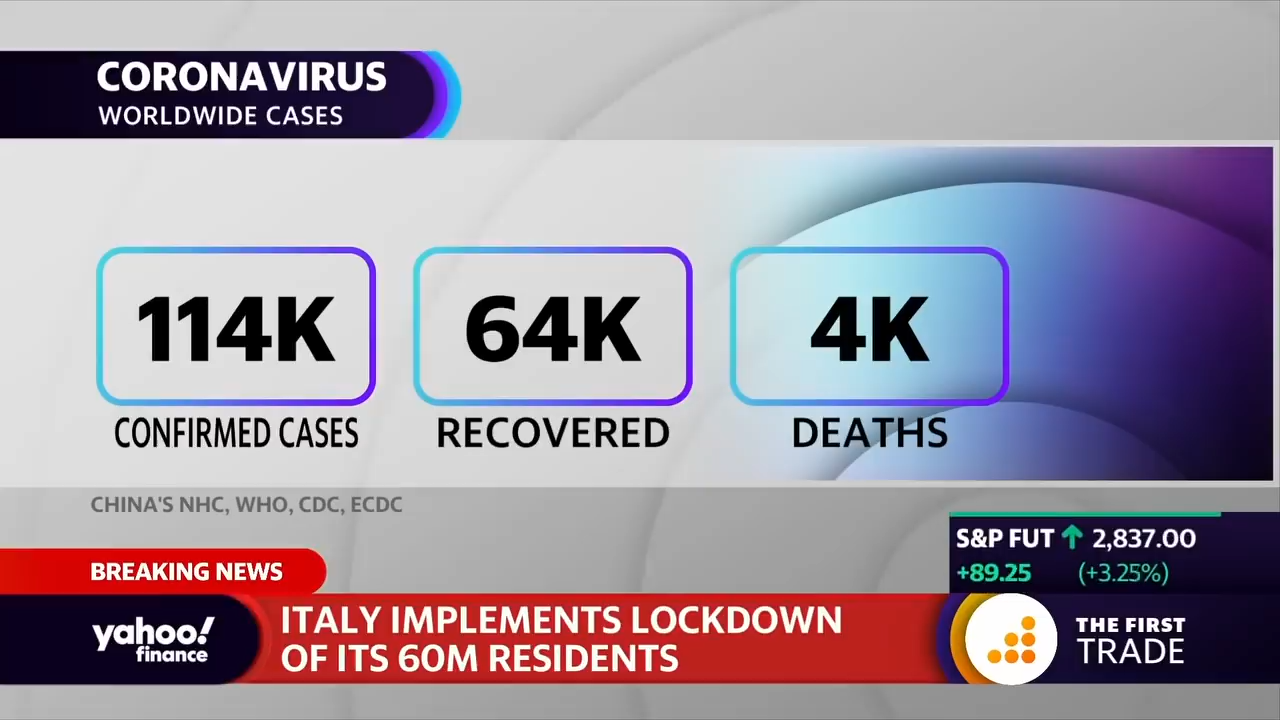 CORONAVIRUS
WORLDWIDE CASES
114K
64K
4K
CONFIRMED CASES
RECOVERED
DEATHS
CHINA'S NHC, WHO, CDC, ECDC
S&P FUT 2,837.00
+89.25 (+3.25%)
BREAKING NEWS
yahoo!
finance
ITALY IMPLEMENTS LOCKDOWN
OF ITS 60M RESIDENTS
THE FIRST
TRADE